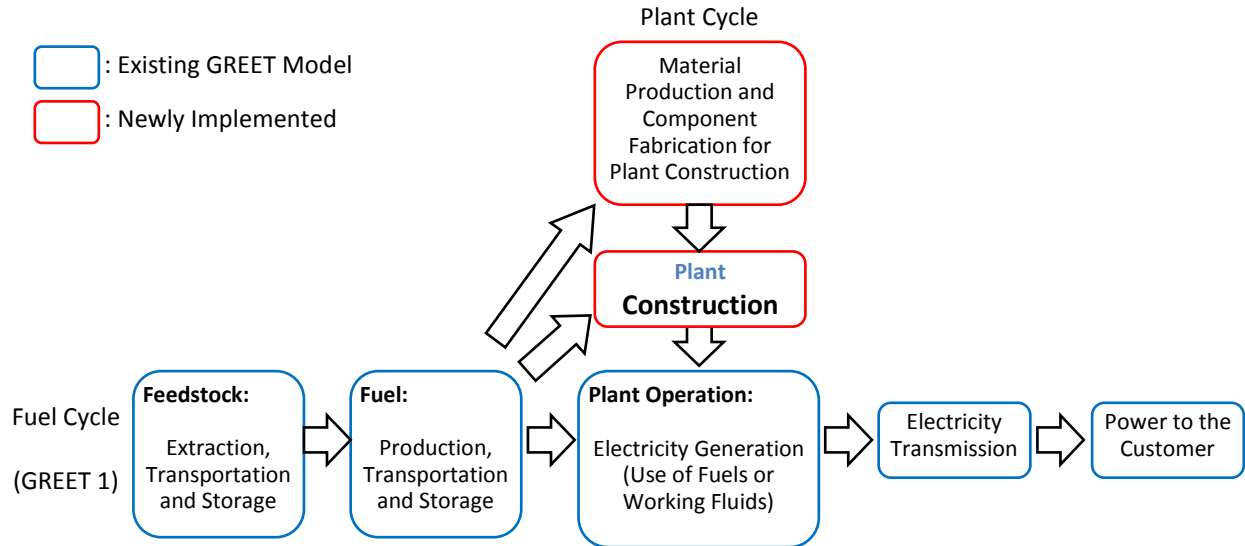 Plant Cycle
: Existing GREET Model
: Newly Implemented
Material
Production and
Component
Fabrication for
Plant Construction
Plant
Construction
Fuel Cycle
(GREET 1)
Feedstock:
Extraction,
Transportation
and Storage
Fuel:
Production,
Transportation
and Storage
Plant Operation:
Electricity Generation
(Use of Fuels or
Working Fluids)
Electricity
Transmission
Power to the
Customer